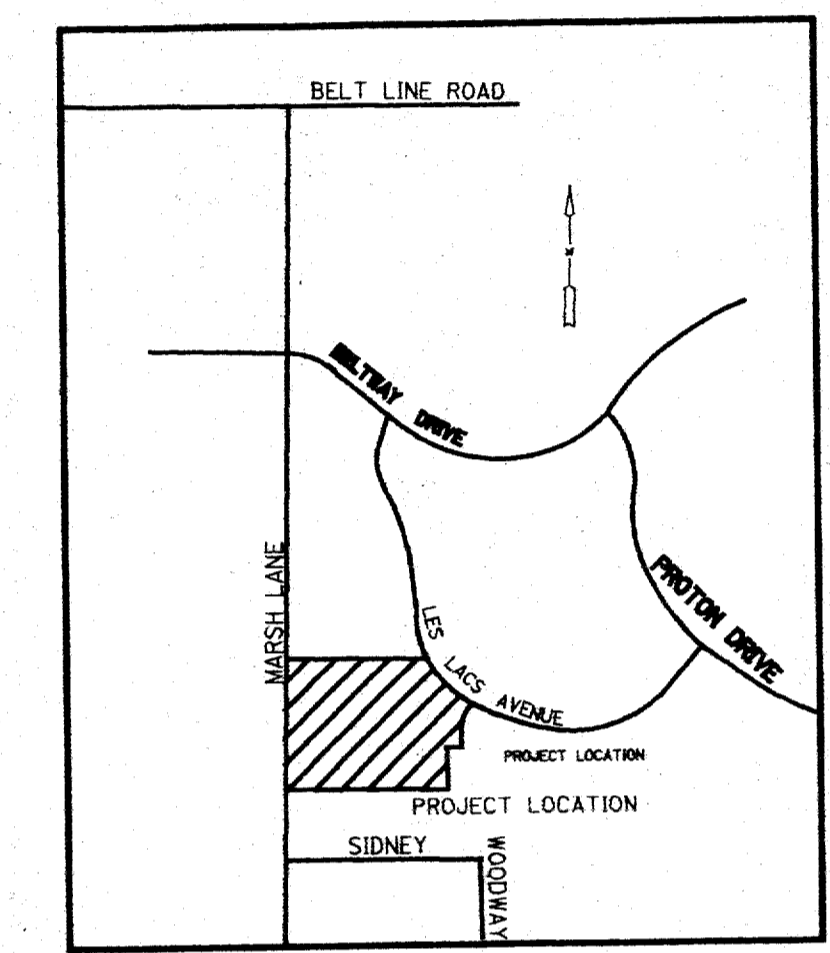 BELT LINE ROAD
BELTWAY DRIVE
MARSH LANE
LES LACS AVENUE
PROTON DRIVE
PROJECT LOCATION
PROJECT LOCATION
SIDNEY
WOODWAY